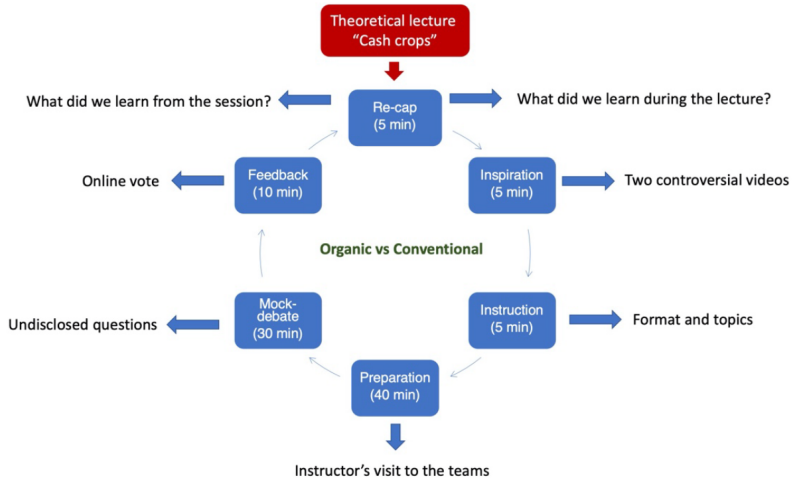 Theoretical lecture
“Cash crops”
What did we learn from the session?
Re-cap
(5 min)
What did we learn during the lecture?
Online vote
Feedback
(10 min)
Inspiration
(5 min)
Two controversial videos
Organic vs Conventional
Undisclosed questions
Mock-
debate
(30 min)
Instruction
(5 min)
Format and topics
Preparation
(40 min)
Instructor’s visit to the teams